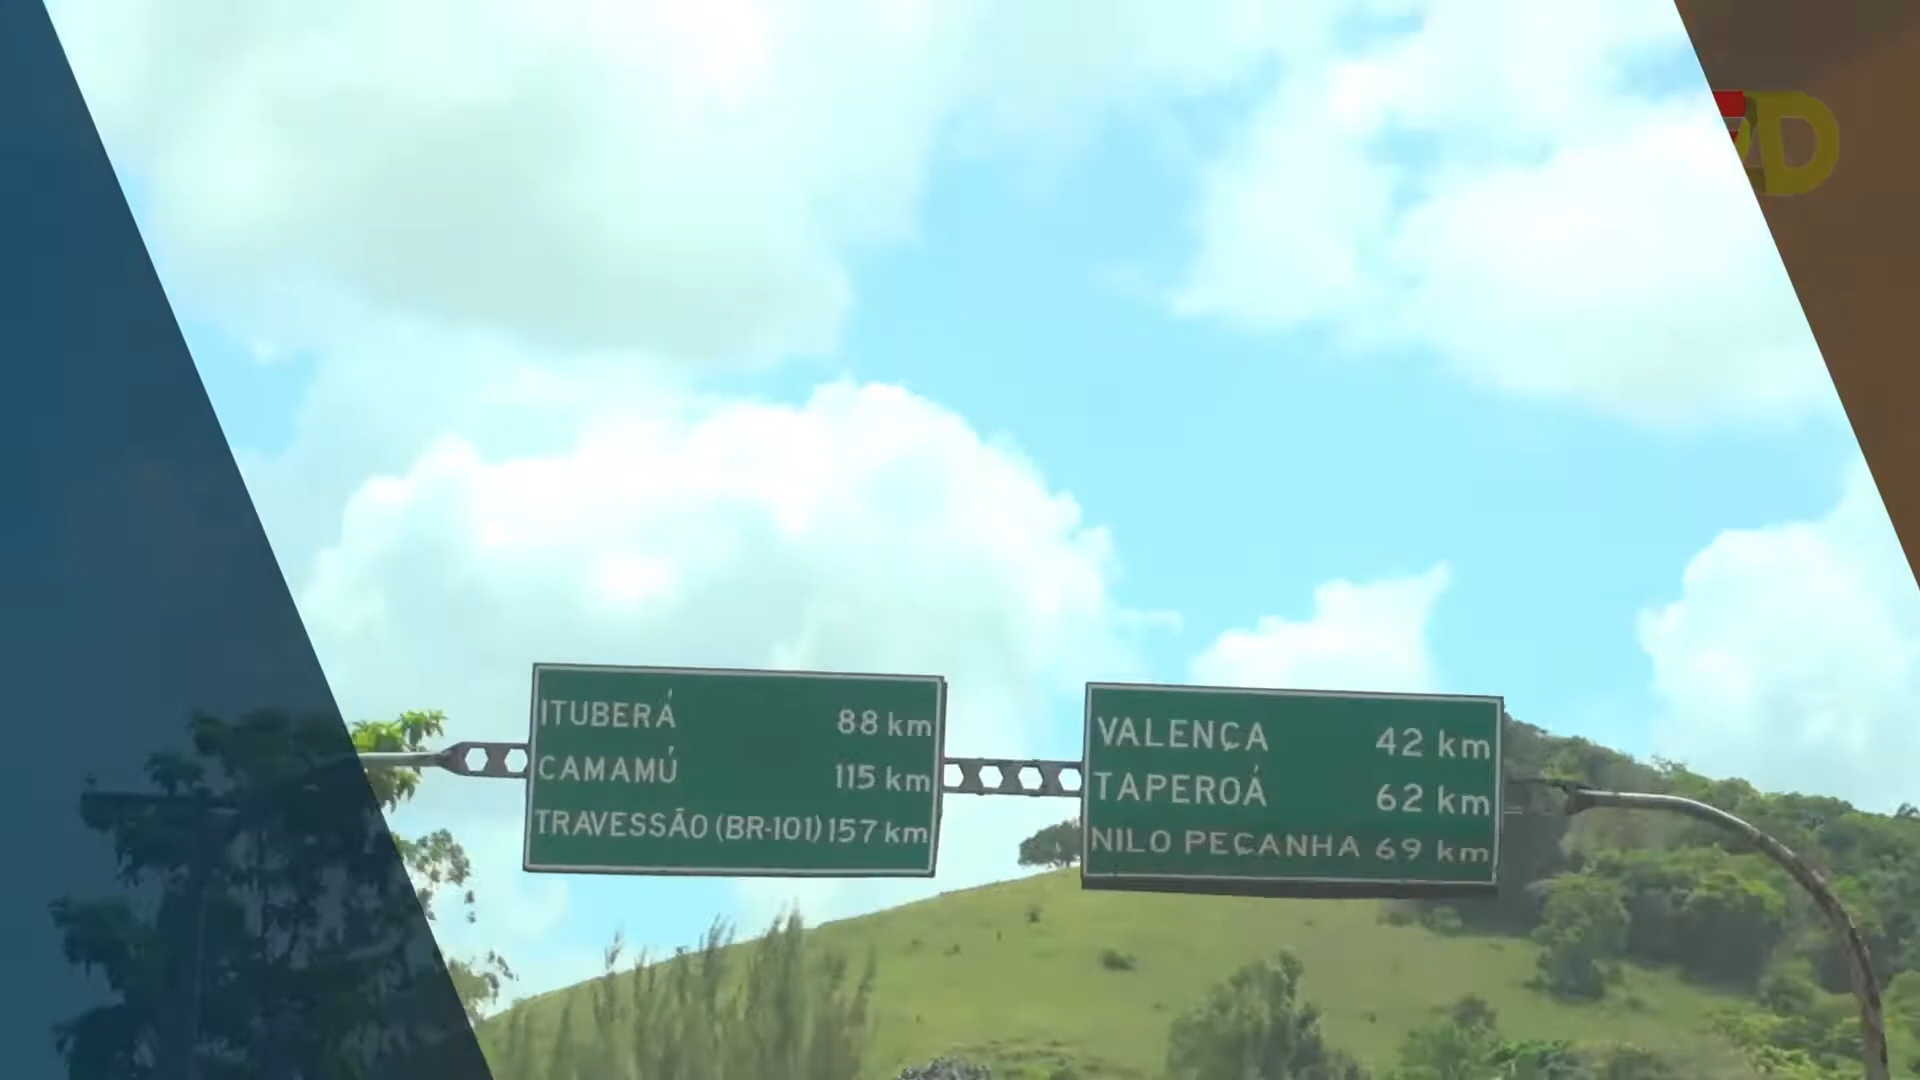 ITUBERÁ 88 km
CAMAMÚ 115 km
TRAVESSÃO (BR-101) 157 km
VALENÇA 42 km
TAPEROÁ 62 km
NILO PEÇANHA 69 km